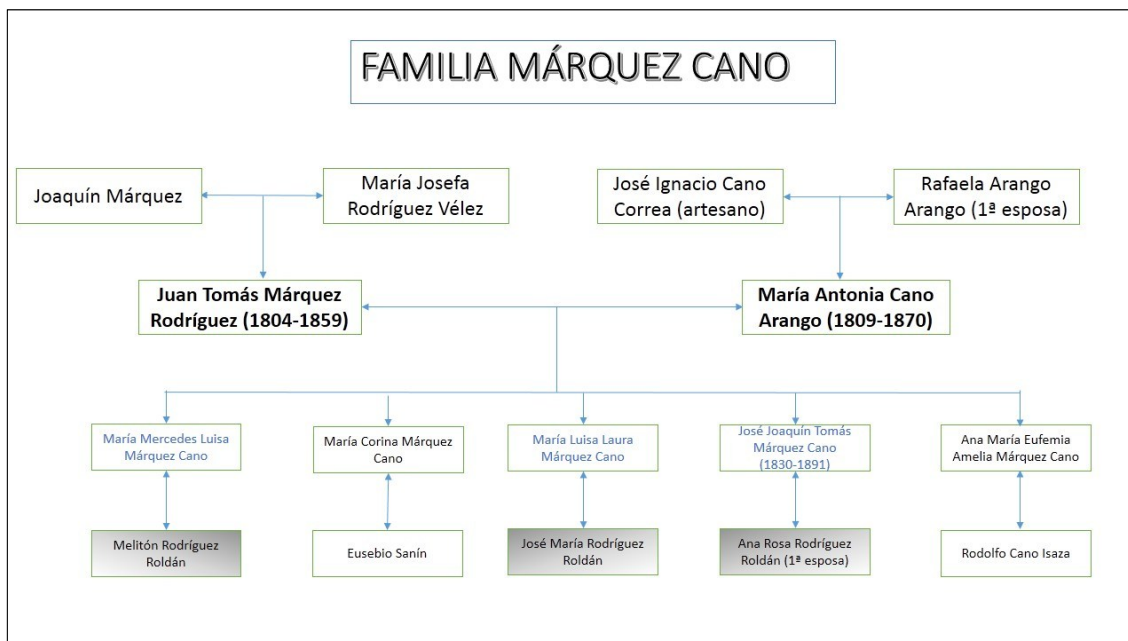 FAMILIA MÁRQUEZ CANO
Joaquín Márquez
María Josefa
Rodríguez Vélez
José Ignacio Cano
Correa (artesano)
Rafaela Arango
Arango (1ª esposa)
Juan Tomás Márquez
Rodríguez (1804-1859)
María Antonia Cano
Arango (1809-1870)
María Mercedes Luisa
Márquez Cano
María Corina Márquez
Cano
María Luisa Laura
Márquez Cano
José Joaquín Tomás
Márquez Cano
(1830-1891)
Ana María Eufemia
Amelia Márquez Cano
Melitón Rodríguez
Roldán
Eusebio Sanín
José María Rodríguez
Roldán
Ana Rosa Rodríguez
Roldán (1ª esposa)
Rodolfo Cano Isaza